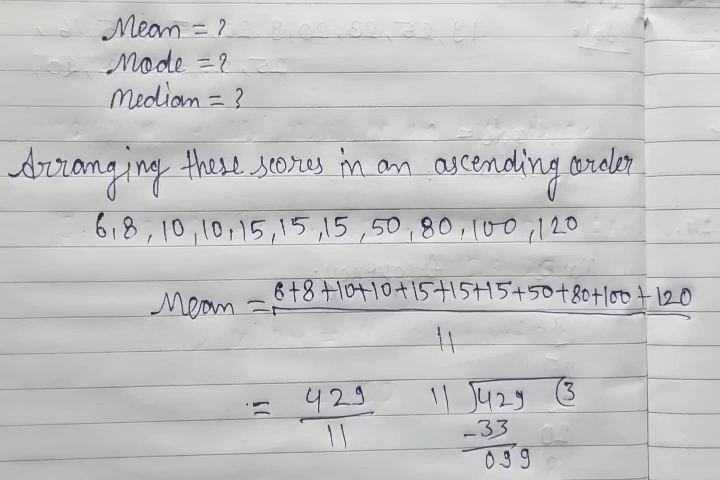 Mean = ?
Mode = ?
Median = ?
Arranging these scores in an ascending order
6, 8, 10, 10, 15, 15, 15, 50, 80, 100, 120
Mean = 6+8+10+10+15+15+15+50+80+100+120
11
= 429 11)429(3
11 -33
099